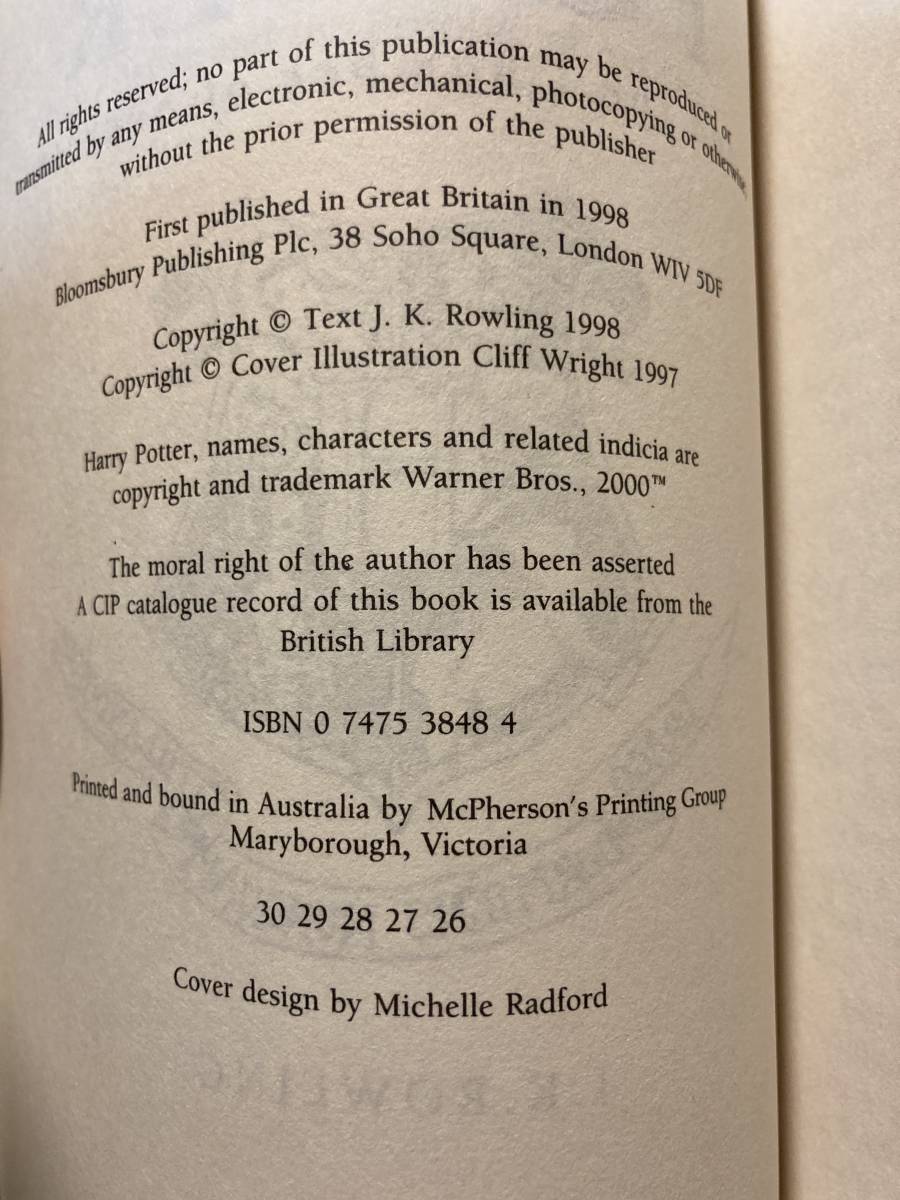 All rights reserved; no part of this publication may be reproduced or
transmitted by any means, electronic, mechanical, photocopying or otherwise,
without the prior permission of the publisher
First published in Great Britain in 1998
Bloomsbury Publishing Plc, 38 Soho Square, London WIV 5DF
Copyright © Text J. K. Rowling 1998
Copyright © Cover Illustration Cliff Wright 1997
Harry Potter, names, characters and related indicia are
copyright and trademark Warner Bros., 2000™
The moral right of the author has been asserted
A CIP catalogue record of this book is available from the
British Library
ISBN 0 7475 3848 4
Printed and bound in Australia by McPherson's Printing Group
Maryborough, Victoria
30 29 28 27 26
Cover design by Michelle Radford
J. K. ROWLING